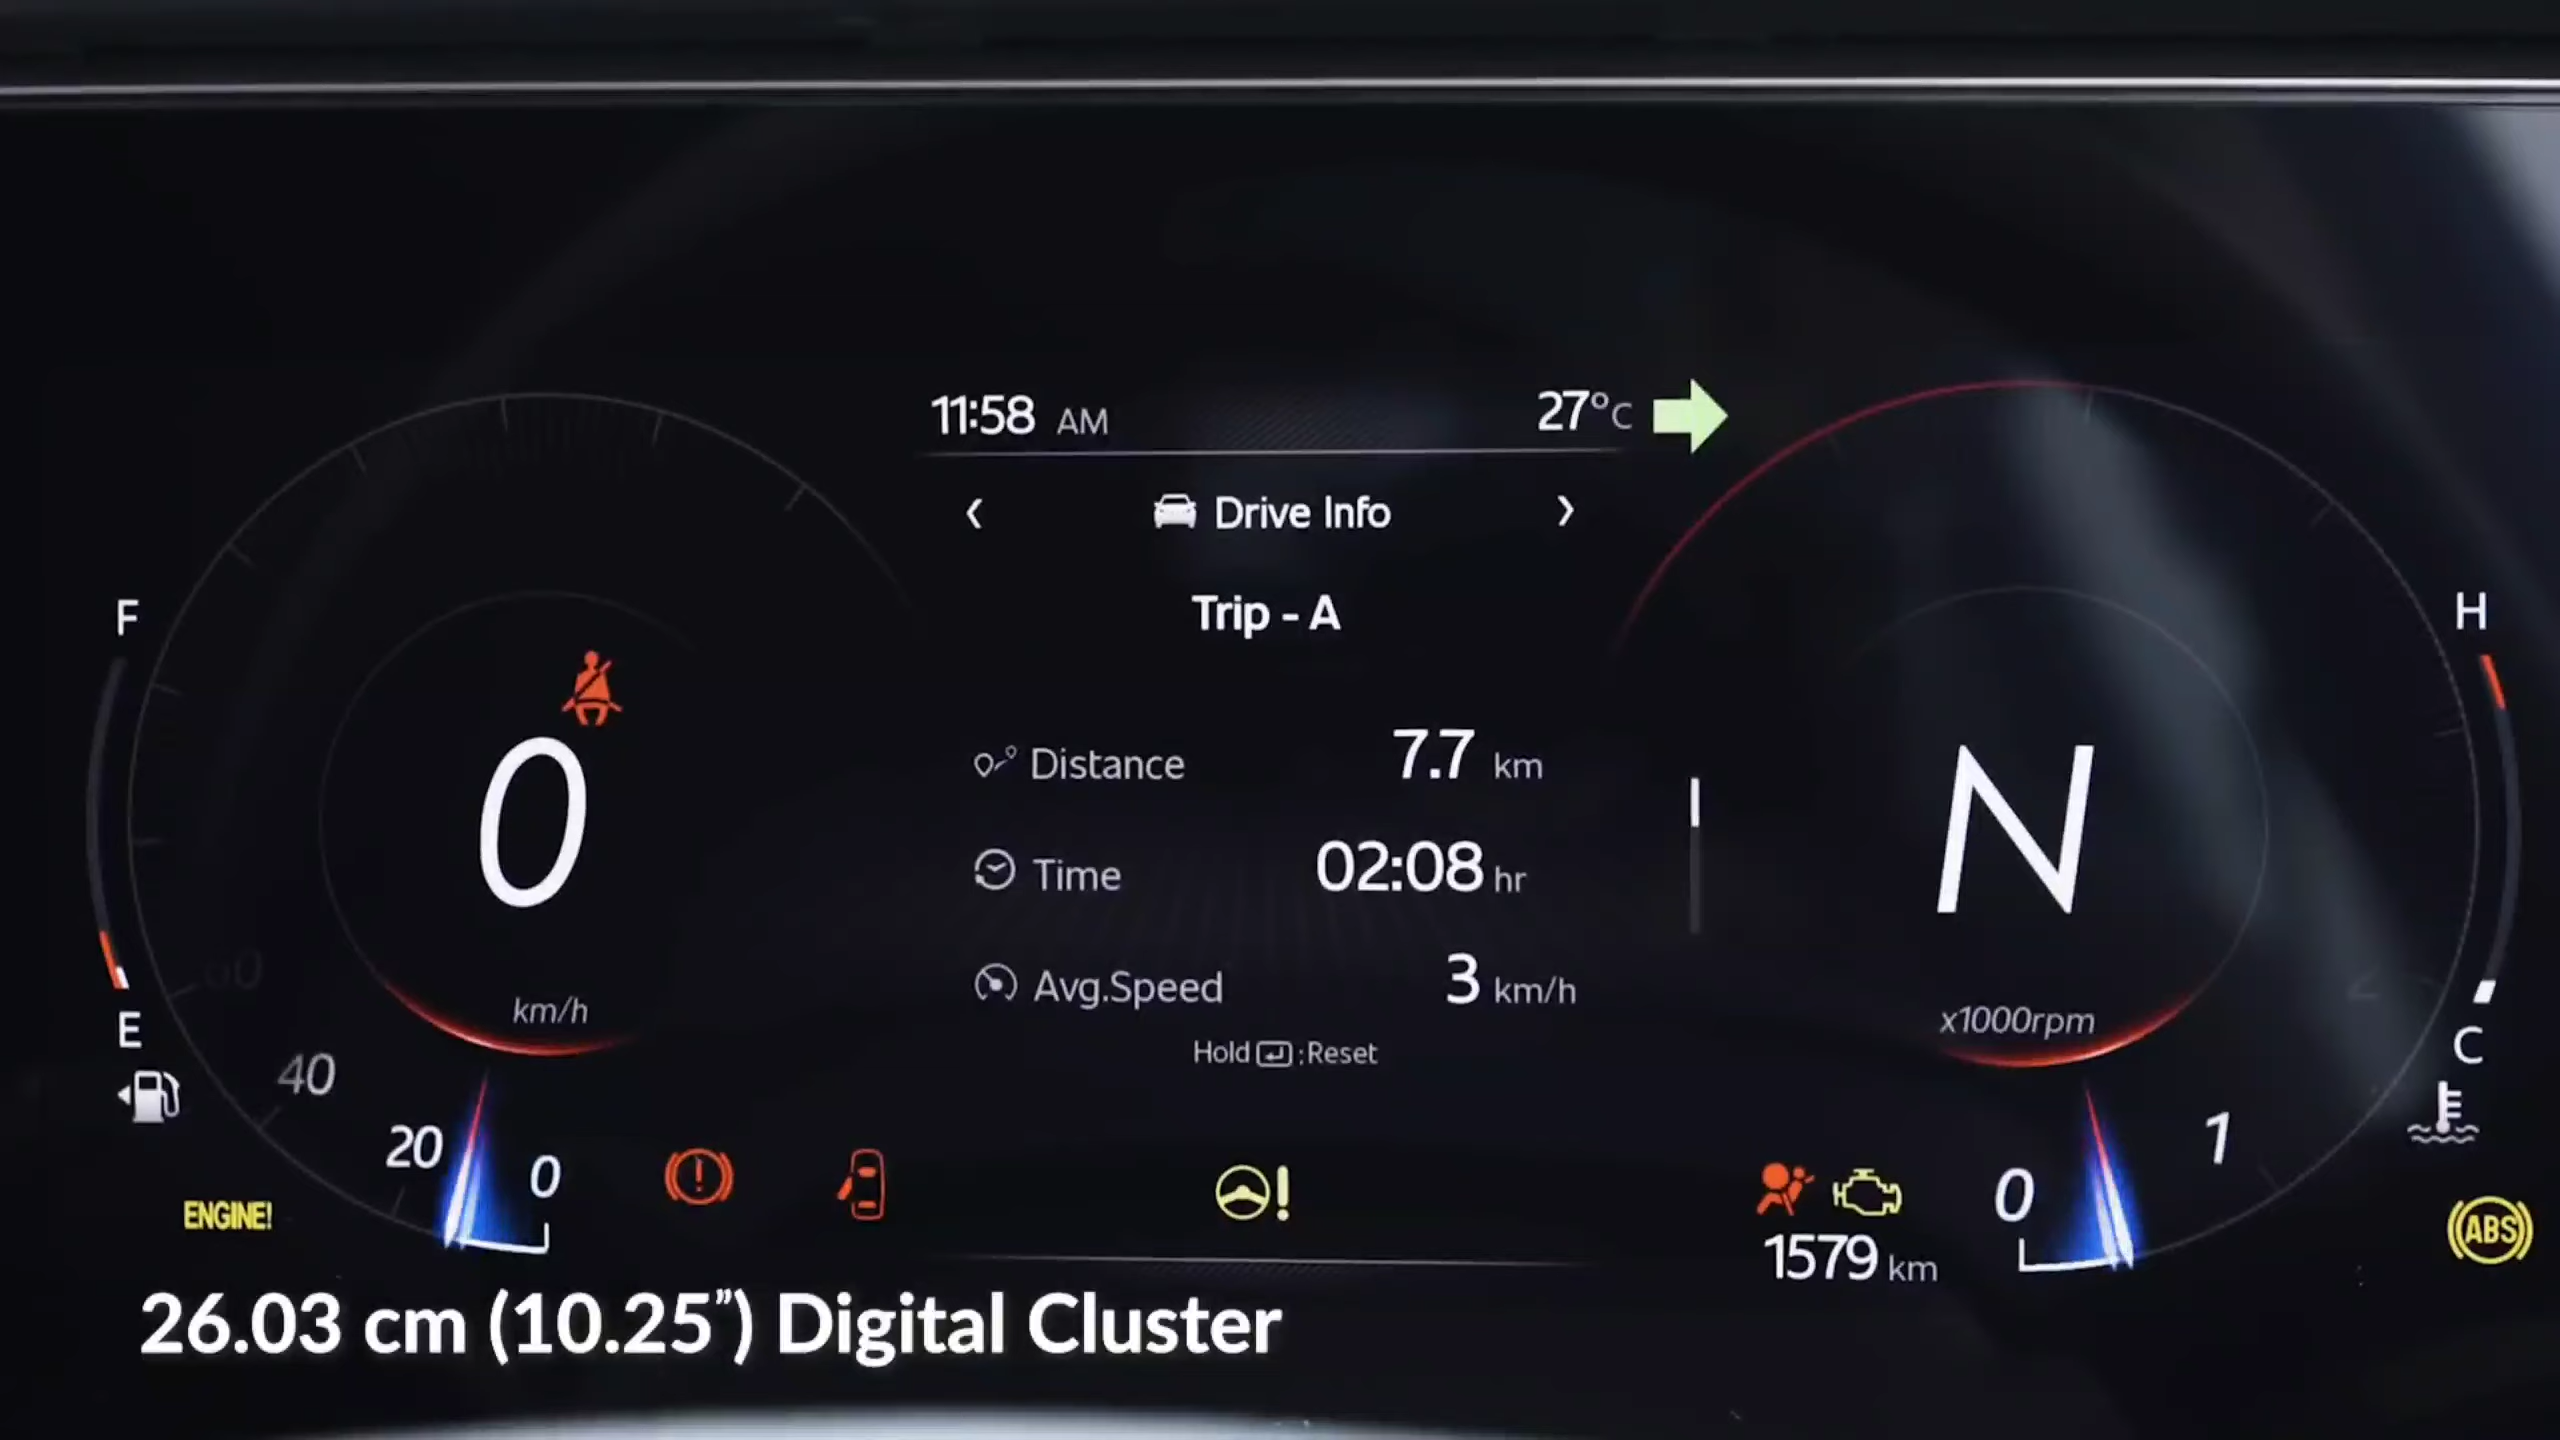 11:58 AM
27°C
Drive Info
Trip - A
F
H
Distance 7.7 km
Time 02:08 hr
Avg.Speed 3 km/h
Hold : Reset
0
km/h
N
x1000rpm
E
C
40
20
0
0
1
2
ENGINE!
1579 km
ABS
26.03 cm (10.25”) Digital Cluster